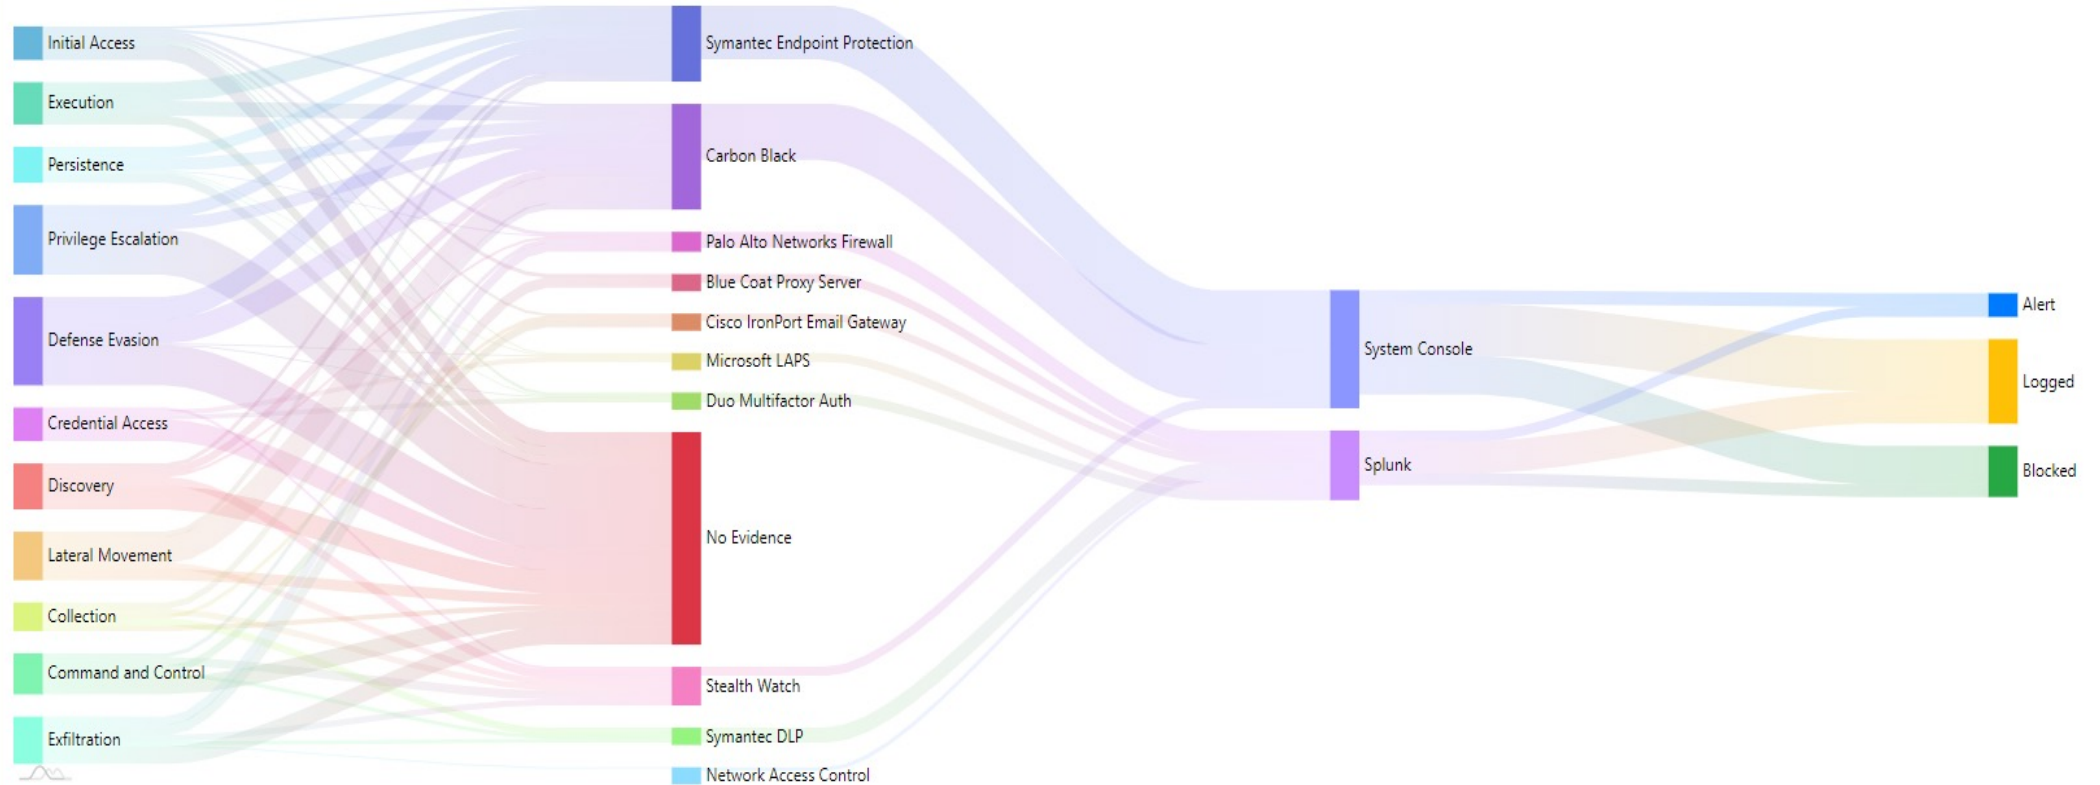 Initial Access
Execution
Persistence
Privilege Escalation
Defense Evasion
Credential Access
Discovery
Lateral Movement
Collection
Command and Control
Exfiltration
Symantec Endpoint Protection
Carbon Black
Palo Alto Networks Firewall
Blue Coat Proxy Server
Cisco IronPort Email Gateway
Microsoft LAPS
Duo Multifactor Auth
No Evidence
Stealth Watch
Symantec DLP
Network Access Control
System Console
Splunk
Alert
Logged
Blocked